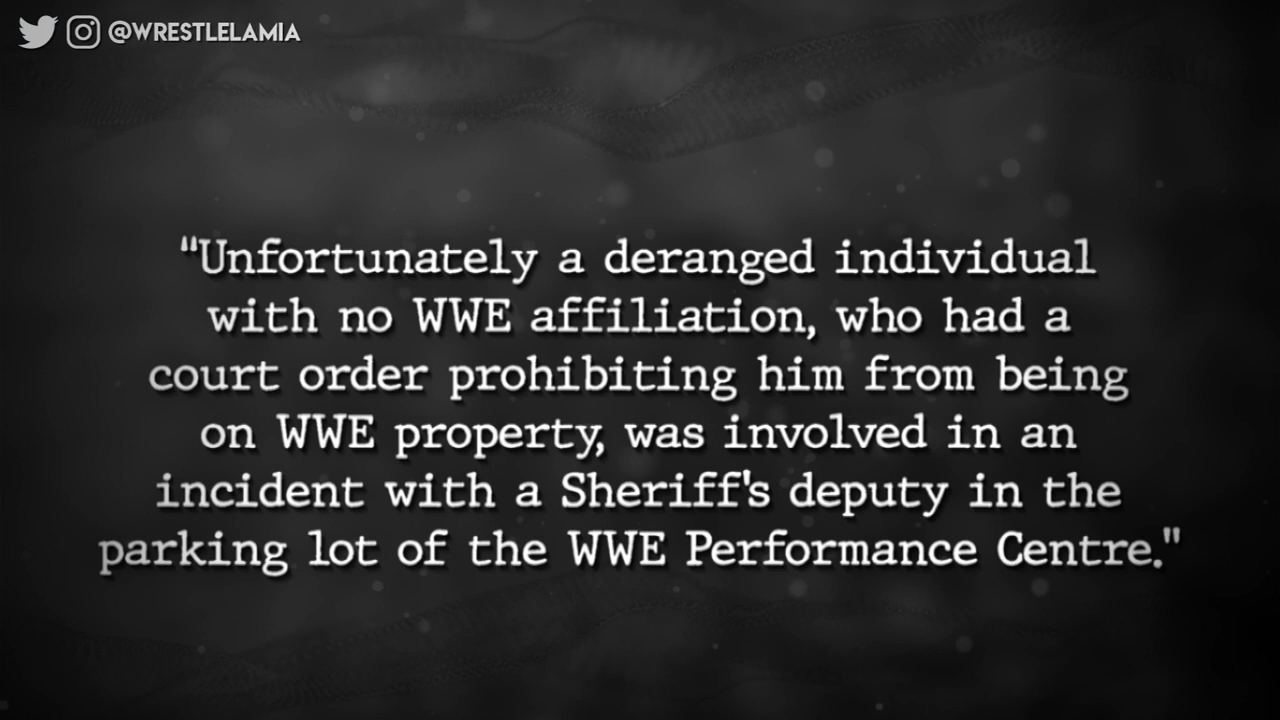 @WRESTLELAMIA
"Unfortunately a deranged individual
with no WWE affiliation, who had a
court order prohibiting him from being
on WWE property, was involved in an
incident with a Sheriff's deputy in the
parking lot of the WWE Performance Centre."